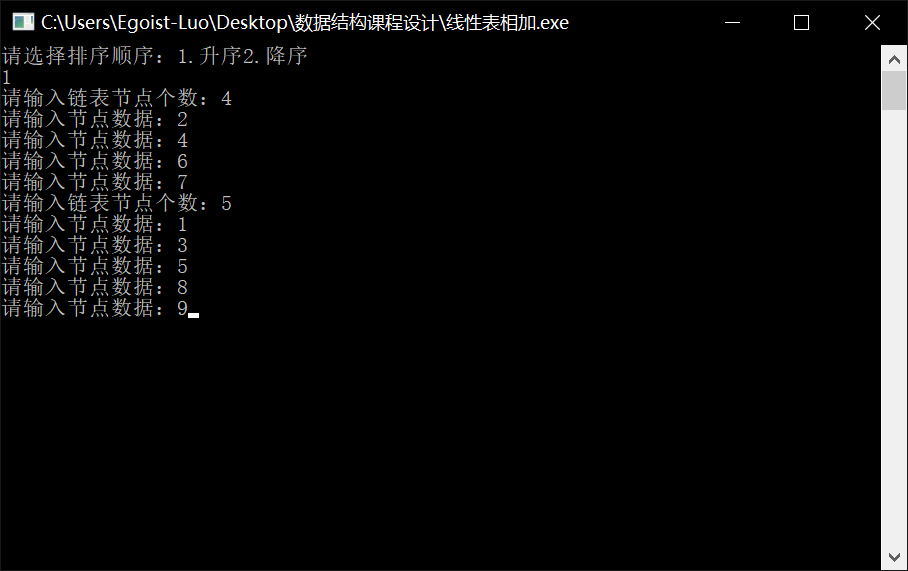 C:\Users\Egoist-Luo\Desktop\数据结构课程设计\线性表相加.exe
请选择排序顺序：1.升序2.降序
1
请输入链表节点个数：4
请输入节点数据：2
请输入节点数据：4
请输入节点数据：6
请输入节点数据：7
请输入链表节点个数：5
请输入节点数据：1
请输入节点数据：3
请输入节点数据：5
请输入节点数据：8
请输入节点数据：9